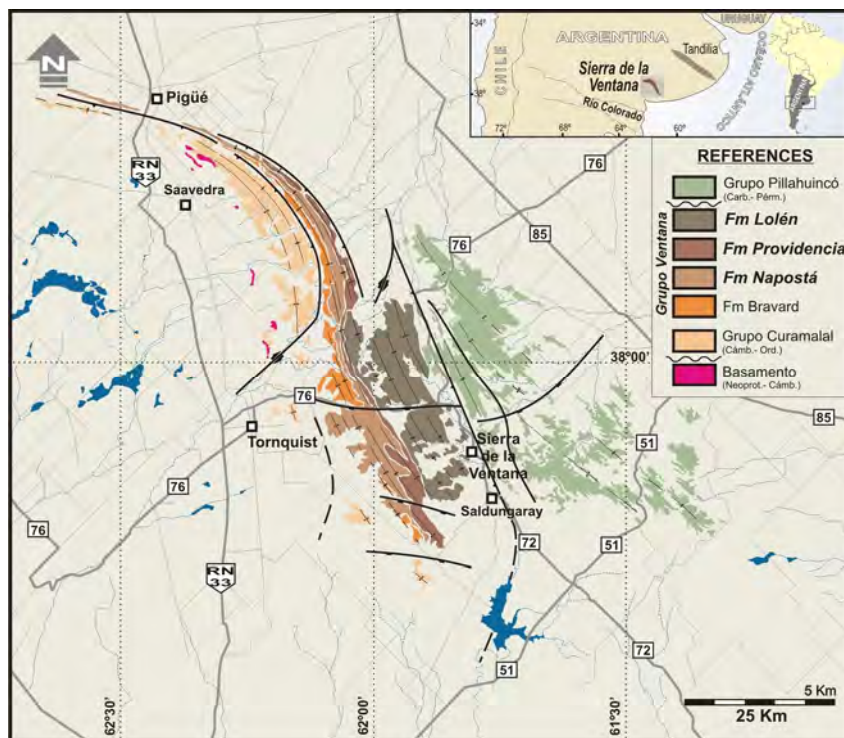 34°
38°
72°
68°
64°
60°
CHILE
ARGENTINA
URUGUAY
OCÉANO ATLÁNTICO
Tandilia
Sierra de la
Ventana
Río Colorado
ARGENTINA
N
Pigüé
RN
33
Saavedra
76
76
85
REFERENCES
Grupo Pillahuincó
(Carb.- Pérm.)
Grupo Ventana
Fm Lolén
Fm Providencia
Fm Napostá
Fm Bravard
Grupo Curamalal
(Cámb.- Ord.)
Basamento
(Neoprot.- Cámb.)
38°00'
76
85
Tornquist
51
Sierra
de la
Ventana
76
Saldungaray
76
72
51
RN
33
72
51
62°30'
62°00'
61°30'
5 Km
25 Km